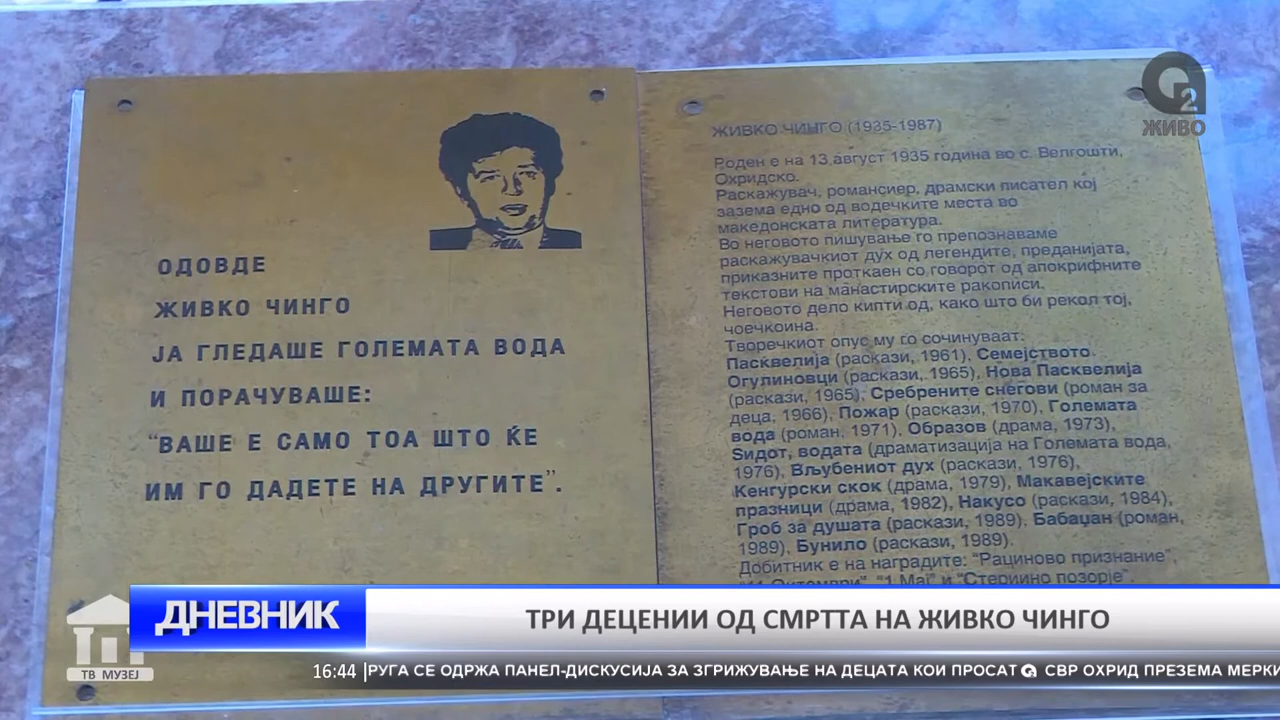 ОДОВДЕ
ЖИВКО ЧИНГО
ЈА ГЛЕДАШЕ ГОЛЕМАТА ВОДА
И ПОРАЧУВАШЕ:
“ВАШЕ Е САМО ТОА ШТО ЌЕ
ИМ ГО ДАДЕТЕ НА ДРУГИТЕ”.
ЖИВКО ЧИНГО (1935-1987)
Роден е на 13 август 1935 година во с. Велгошти,
Охридско.
Раскажувач, романсиер, драмски писател кој
зазема едно од водечките места во
македонската литература.
Во неговото пишување го препознаваме
раскажувачкиот дух од легендите, преданијата,
приказните проткаен со говорот од апокрифните
текстови на манастирските ракописи.
Неговото дело кипти од, како што би рекол тој,
чоечкоина.
Творечкиот опус му го сочинуваат:
Пасквелија (раскази, 1961), Семејството
Огулиновци (раскази, 1965), Нова Пасквелија
(раскази, 1965), Сребрените снегови (роман за
деца, 1966), Пожар (раскази, 1970), Големата
вода (роман, 1971), Образов (драма, 1973),
Ѕидот, водата (драматизација на Големата вода,
1976), Вљубениот дух (раскази, 1976),
Кенгурски скок (драма, 1979), Макавејските
празници (драма, 1982), Накусо (раскази, 1984),
Гроб за душата (раскази, 1989), Бабаџан (роман,
1989), Бунило (раскази, 1989).
Добитник е на наградите: “Рациново признание”,
“11 Октомври”, “1 Мај” и “Стериино позорје”.
2
ЖИВО
ДНЕВНИК
ТРИ ДЕЦЕНИИ ОД СМРТТА НА ЖИВКО ЧИНГО
ТВ МУЗЕЈ
16:44 РУГА СЕ ОДРЖА ПАНЕЛ-ДИСКУСИЈА ЗА ЗГРИЖУВАЊЕ НА ДЕЦАТА КОИ ПРОСАТ СВР ОХРИД ПРЕЗЕМА МЕРКИ